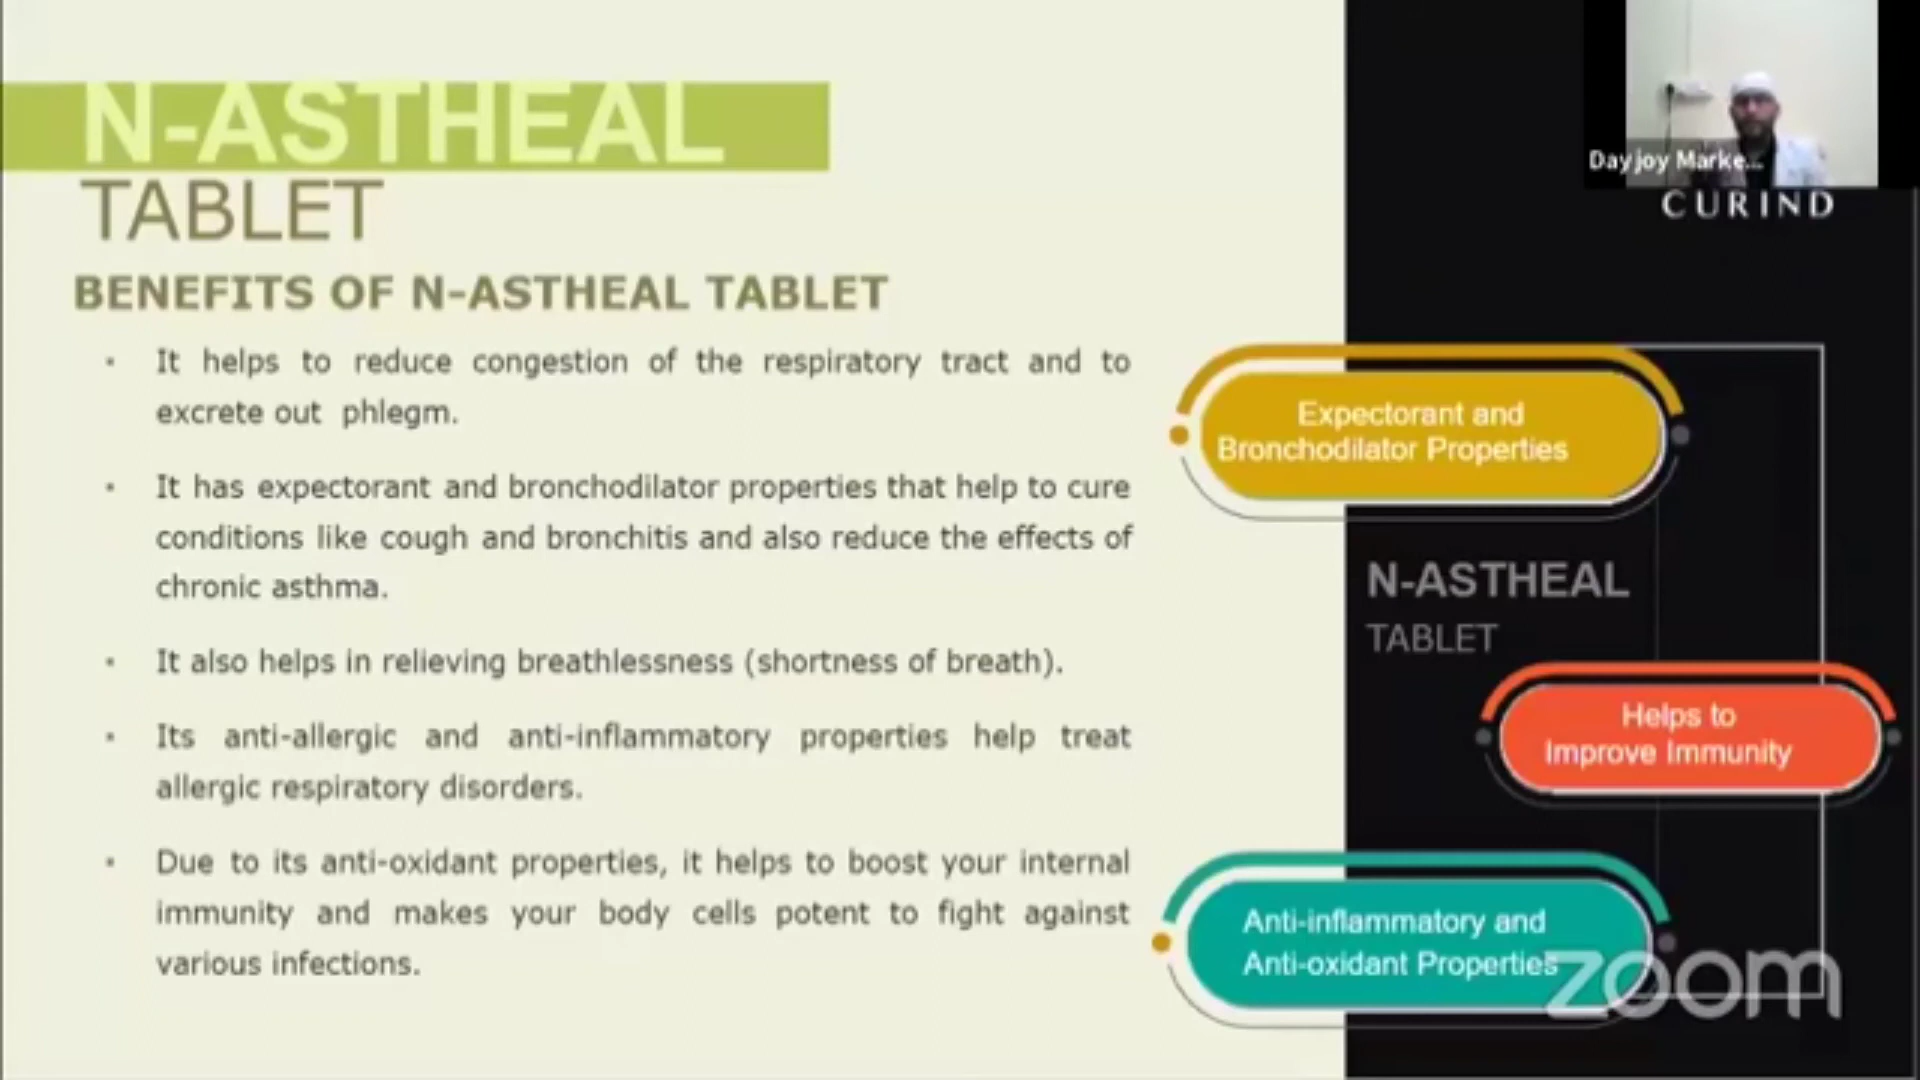 N-ASTHEAL
TABLET
BENEFITS OF N-ASTHEAL TABLET
• It helps to reduce congestion of the respiratory tract and to
excrete out phlegm.
• It has expectorant and bronchodilator properties that help to cure
conditions like cough and bronchitis and also reduce the effects of
chronic asthma.
• It also helps in relieving breathlessness (shortness of breath).
• Its anti-allergic and anti-inflammatory properties help treat
allergic respiratory disorders.
• Due to its anti-oxidant properties, it helps to boost your internal
immunity and makes your body cells potent to fight against
various infections.
Dayjoy Marke...
CURIND
Expectorant and
Bronchodilator Properties
N-ASTHEAL
TABLET
Helps to
Improve Immunity
Anti-inflammatory and
Anti-oxidant Properties
zoom